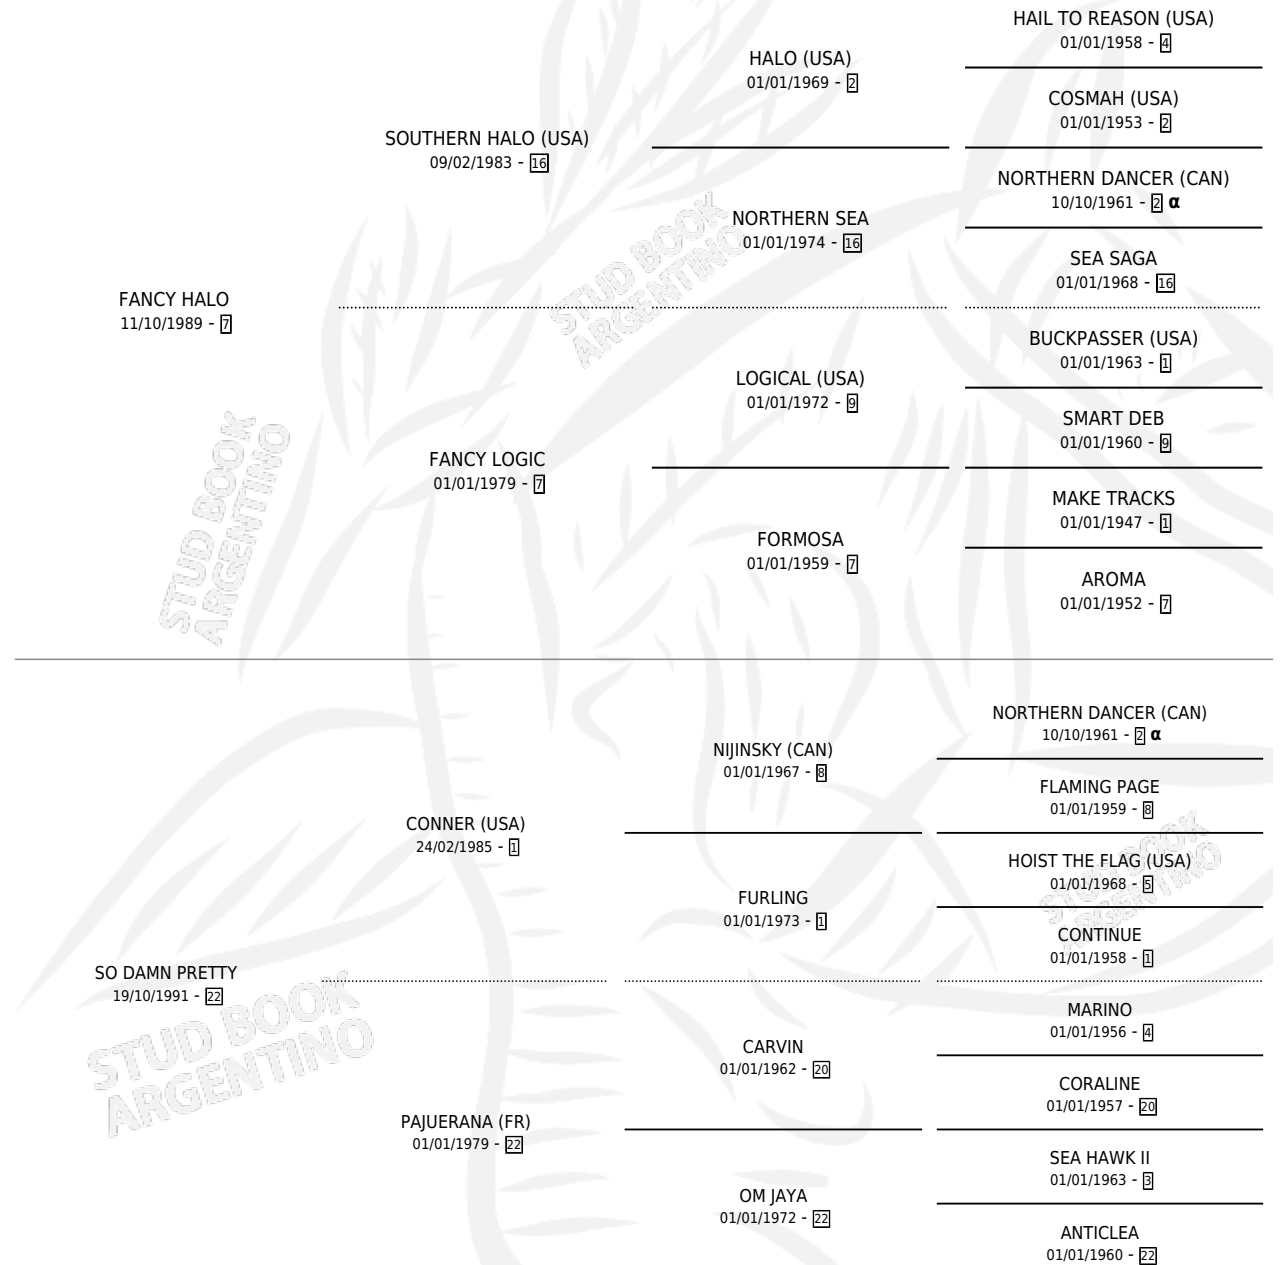 HAIL TO REASON (USA)
01/01/1958 - 4
HALO (USA)
01/01/1969 - 2
COSMAH (USA)
01/01/1953 - 2
SOUTHERN HALO (USA)
09/02/1983 - 16
NORTHERN DANCER (CAN)
10/10/1961 - 2 α
NORTHERN SEA
01/01/1974 - 16
SEA SAGA
01/01/1968 - 16
STUD BOOK
ARGENTINO
FANCY HALO
11/10/1989 - 7
BUCKPASSER (USA)
01/01/1963 - 1
LOGICAL (USA)
01/01/1972 - 9
SMART DEB
01/01/1960 - 9
FANCY LOGIC
01/01/1979 - 7
MAKE TRACKS
01/01/1947 - 1
FORMOSA
01/01/1959 - 7
AROMA
01/01/1952 - 7
STUD BOOK
ARGENTINO
NORTHERN DANCER (CAN)
10/10/1961 - 2 α
NIJINSKY (CAN)
01/01/1967 - 8
FLAMING PAGE
01/01/1959 - 8
CONNER (USA)
24/02/1985 - 1
HOIST THE FLAG (USA)
01/01/1968 - 5
FURLING
01/01/1973 - 1
CONTINUE
01/01/1958 - 1
STUD BOOK
ARGENTINO
SO DAMN PRETTY
19/10/1991 - 22
MARINO
01/01/1956 - 4
CARVIN
01/01/1962 - 20
CORALINE
01/01/1957 - 20
STUD BOOK
ARGENTINO
PAJUERANA (FR)
01/01/1979 - 22
SEA HAWK II
01/01/1963 - 3
OM JAYA
01/01/1972 - 22
ANTICLEA
01/01/1960 - 22